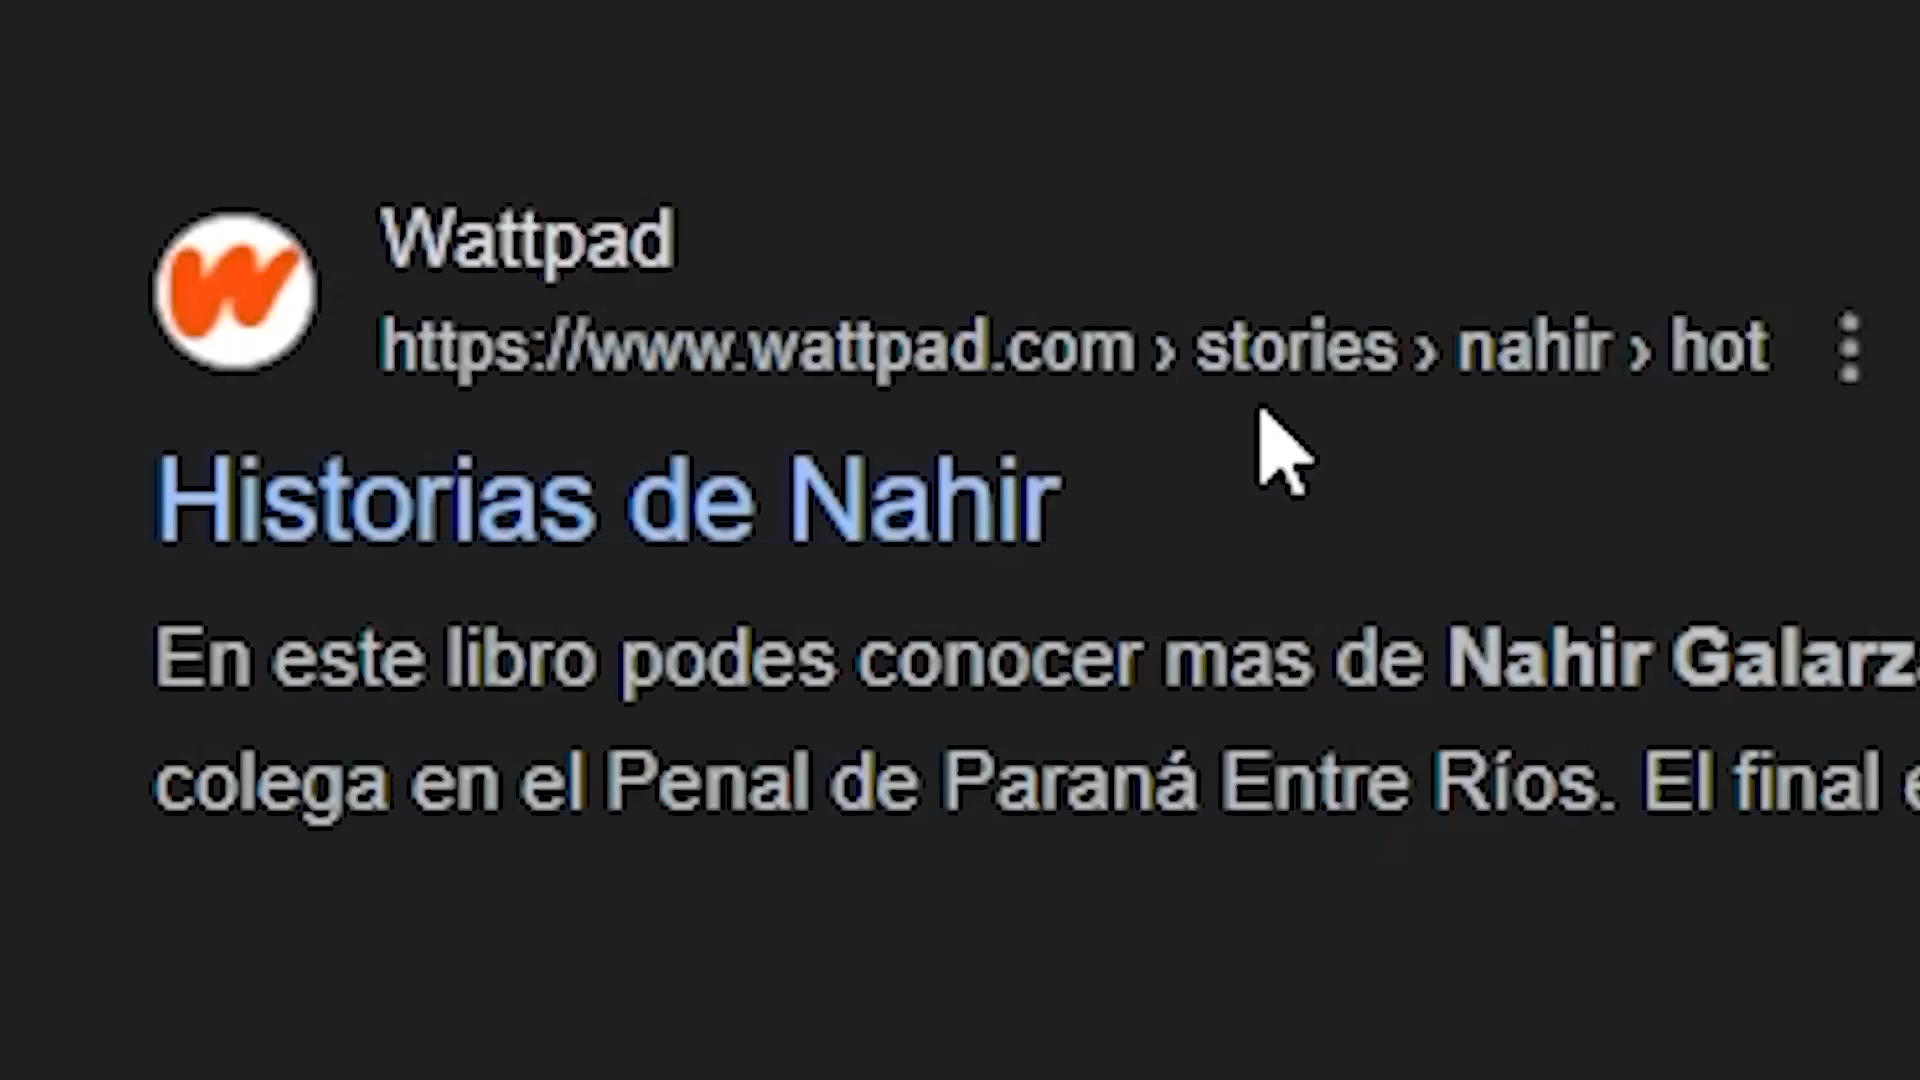 Wattpad
https://www.wattpad.com › stories › nahir › hot
Historias de Nahir
En este libro podes conocer mas de Nahir Galarz
colega en el Penal de Paraná Entre Ríos. El final